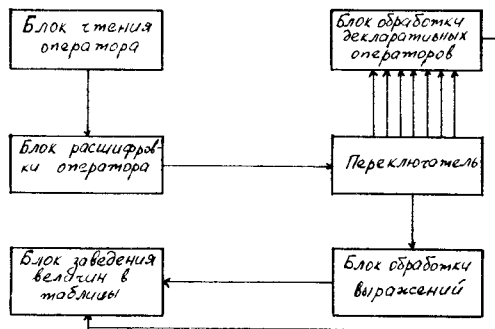 Блок чтения
оператора
Блок обработки
декларативных
операторов
Блок расшифров-
ки оператора
Переключатель
Блок заведения
величин в
таблицы
Блок обработки
выражений